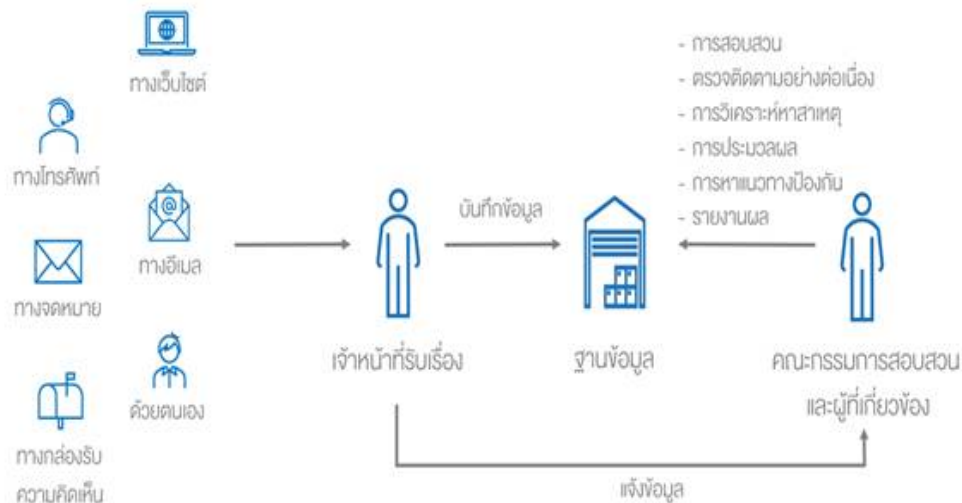 ทางเว็บไซต์
ทางโทรศัพท์
ทางอีเมล
ทางจดหมาย
ด้วยตนเอง
ทางกล่องรับ
ความคิดเห็น
เจ้าหน้าที่รับเรื่อง
บันทึกข้อมูล
ฐานข้อมูล
- การสอบสวน
- ตรวจติดตามอย่างต่อเนื่อง
- การวิเคราะห์หาสาเหตุ
- การประมวลผล
- การหาแนวทางป้องกัน
- รายงานผล
คณะกรรมการสอบสวน
และผู้ที่เกี่ยวข้อง
แจ้งข้อมูล